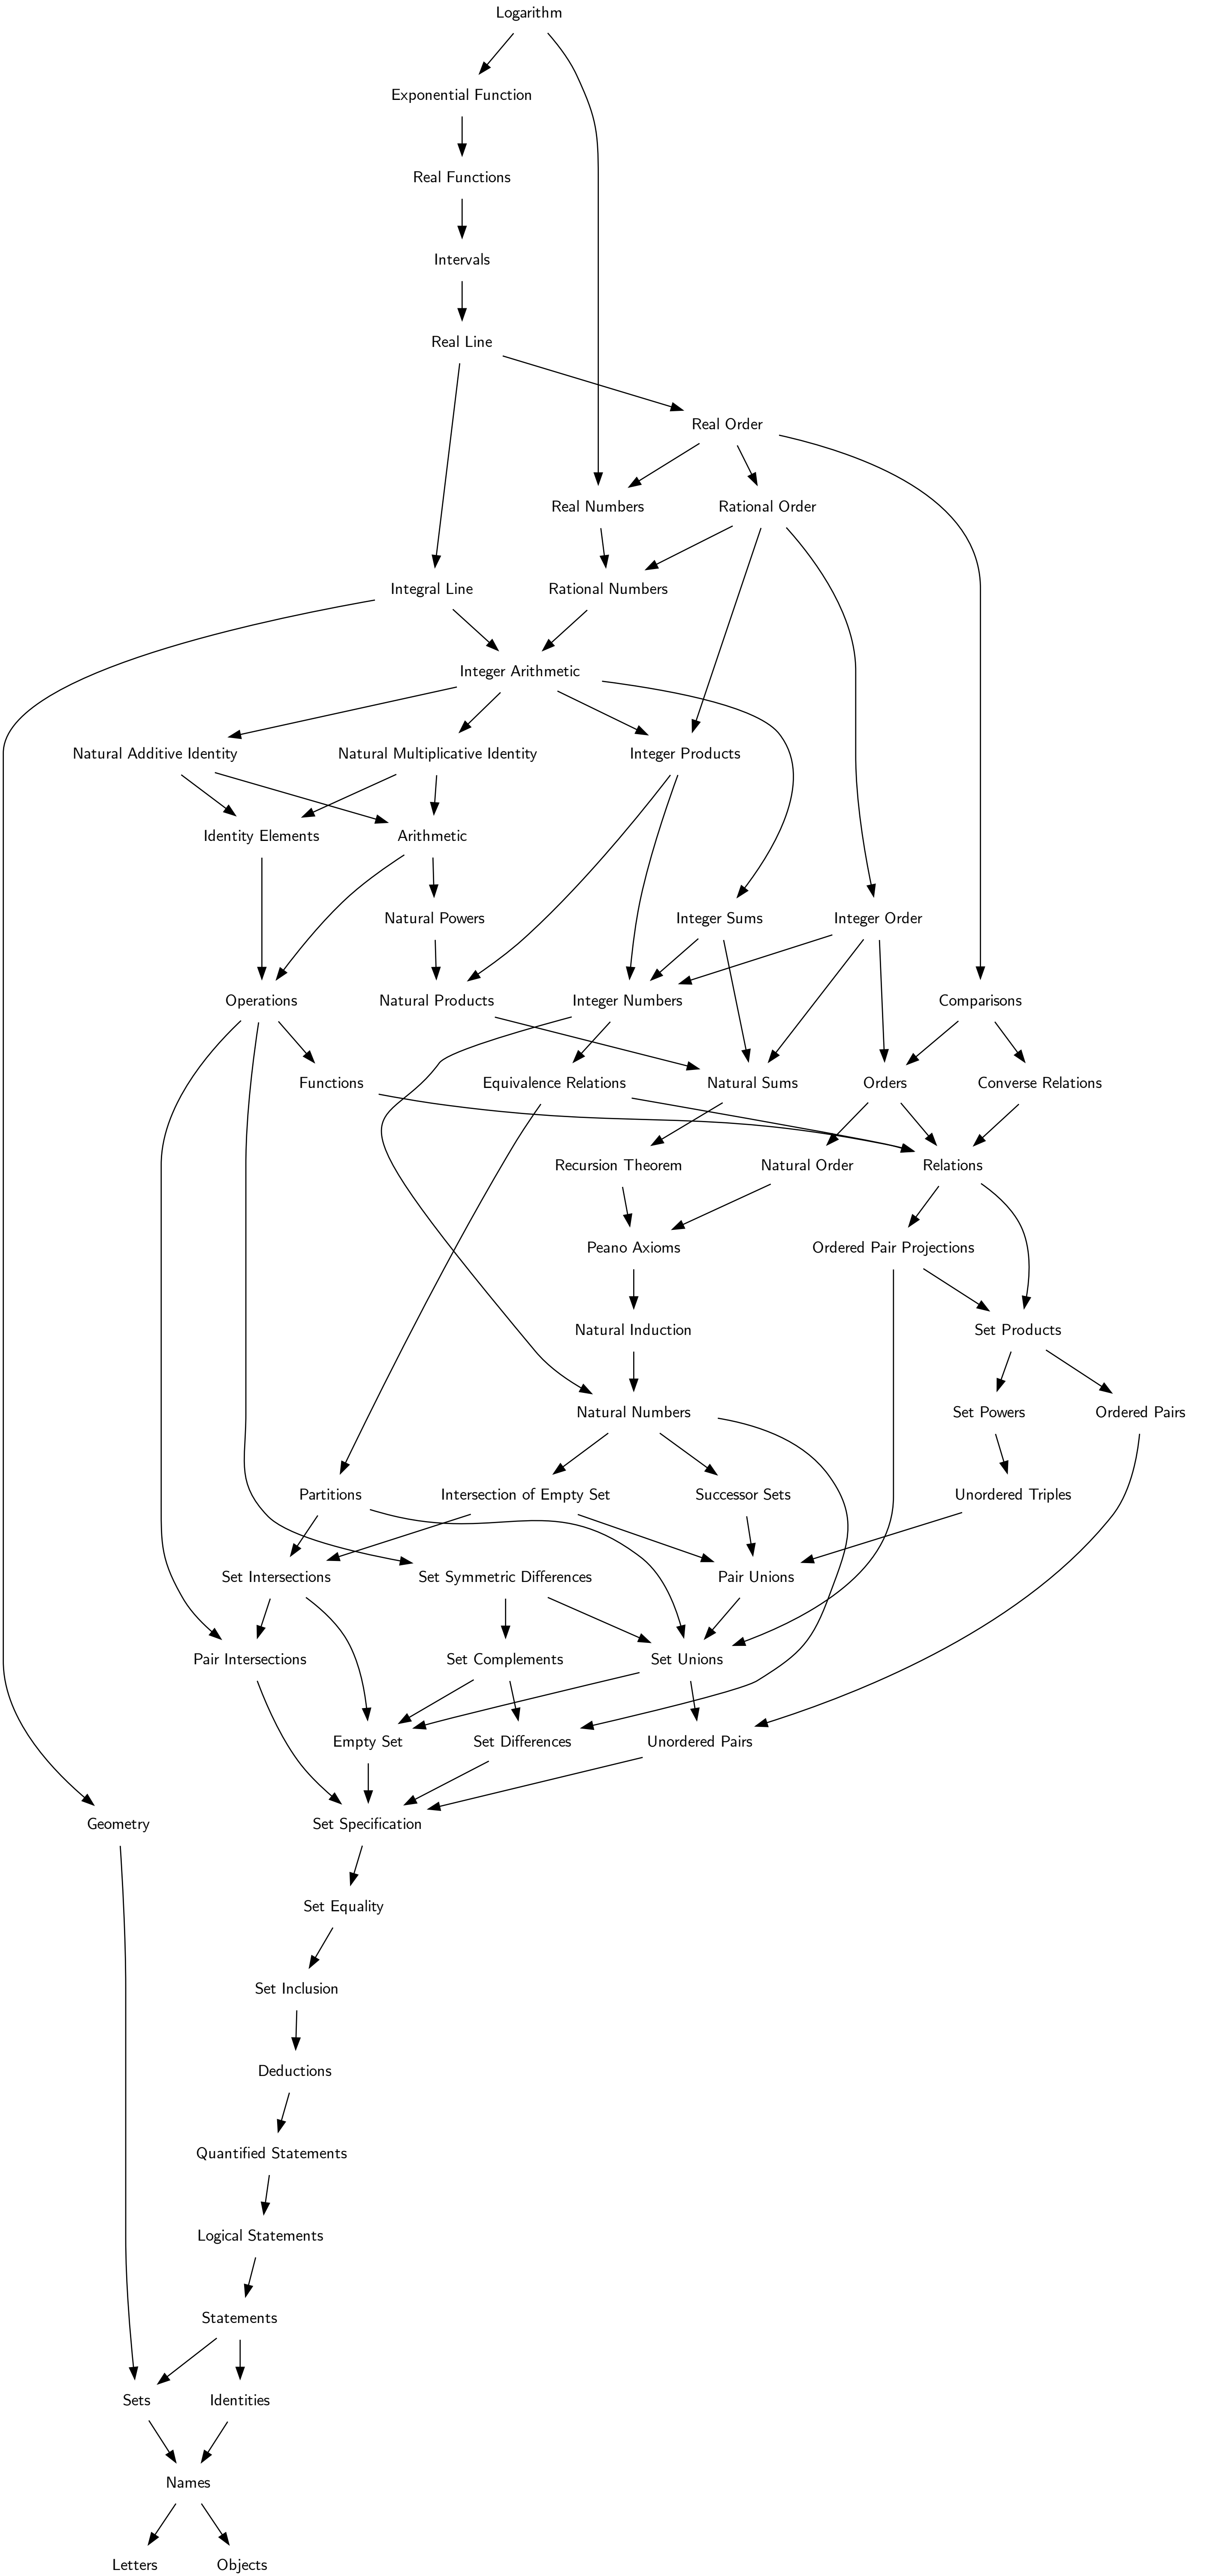 Logarithm
Exponential Function
Real Functions
Intervals
Real Line
Real Order
Real Numbers
Rational Order
Integral Line
Rational Numbers
Integer Arithmetic
Natural Additive Identity
Natural Multiplicative Identity
Integer Products
Identity Elements
Arithmetic
Natural Powers
Integer Sums
Integer Order
Operations
Natural Products
Integer Numbers
Comparisons
Functions
Equivalence Relations
Natural Sums
Orders
Converse Relations
Recursion Theorem
Natural Order
Relations
Peano Axioms
Ordered Pair Projections
Natural Induction
Set Products
Natural Numbers
Set Powers
Ordered Pairs
Partitions
Intersection of Empty Set
Successor Sets
Unordered Triples
Set Intersections
Set Symmetric Differences
Pair Unions
Pair Intersections
Set Complements
Set Unions
Empty Set
Set Differences
Unordered Pairs
Geometry
Set Specification
Set Equality
Set Inclusion
Deductions
Quantified Statements
Logical Statements
Statements
Sets
Identities
Names
Letters
Objects